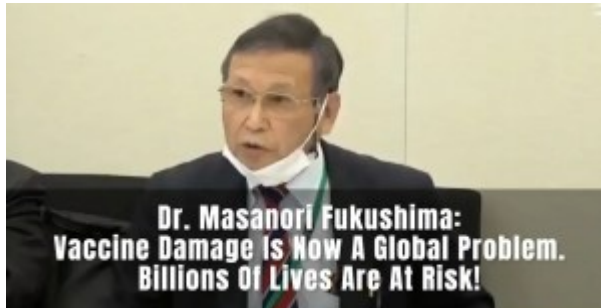 Dr. Masanori Fukushima:
Vaccine Damage Is Now A Global Problem.
Billions Of Lives Are At Risk!